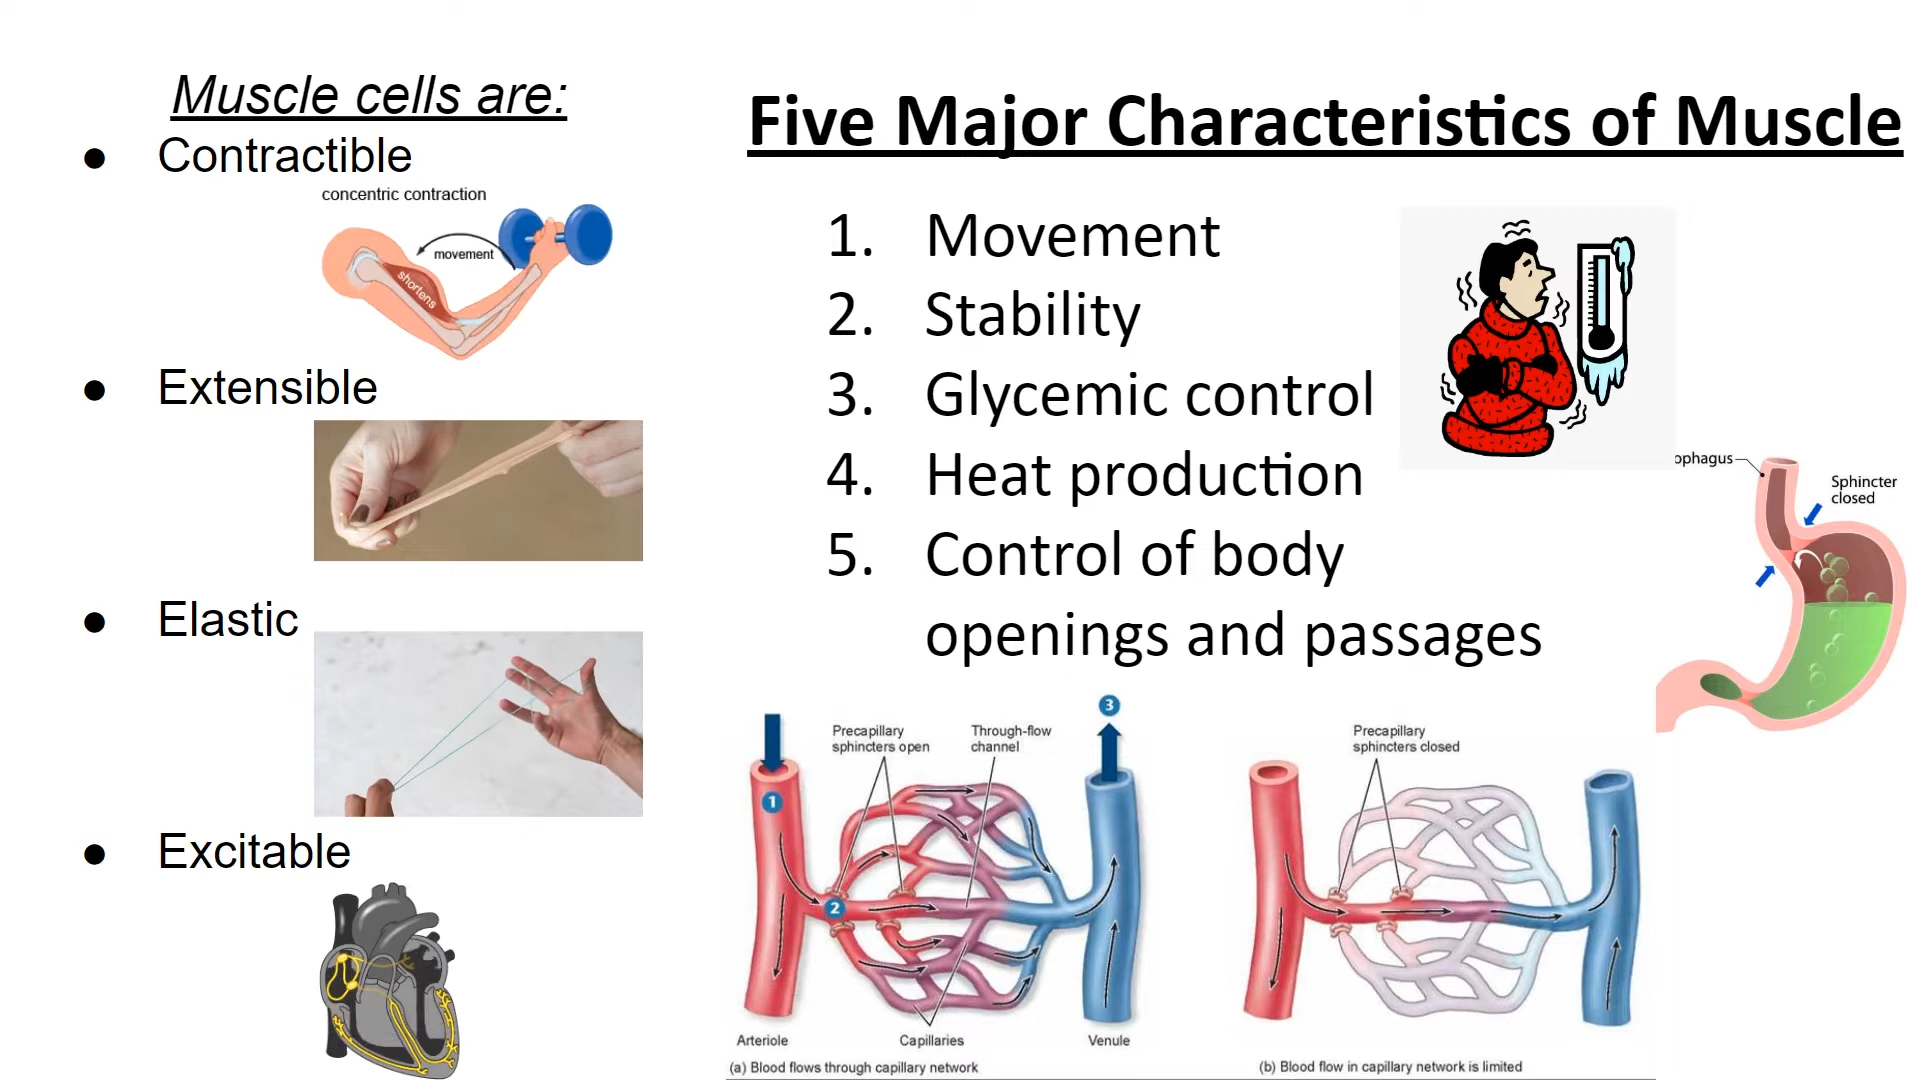 Muscle cells are:
● Contractible
concentric contraction
movement
shortens
● Extensible
● Elastic
● Excitable
Five Major Characteristics of Muscle
1. Movement
2. Stability
3. Glycemic control
4. Heat production
5. Control of body
openings and passages
ophagus
Sphincter
closed
1
2
3
Precapillary
sphincters open
Through-flow
channel
Arteriole
Capillaries
Venule
(a) Blood flows through capillary network
Precapillary
sphincters closed
(b) Blood flow in capillary network is limited